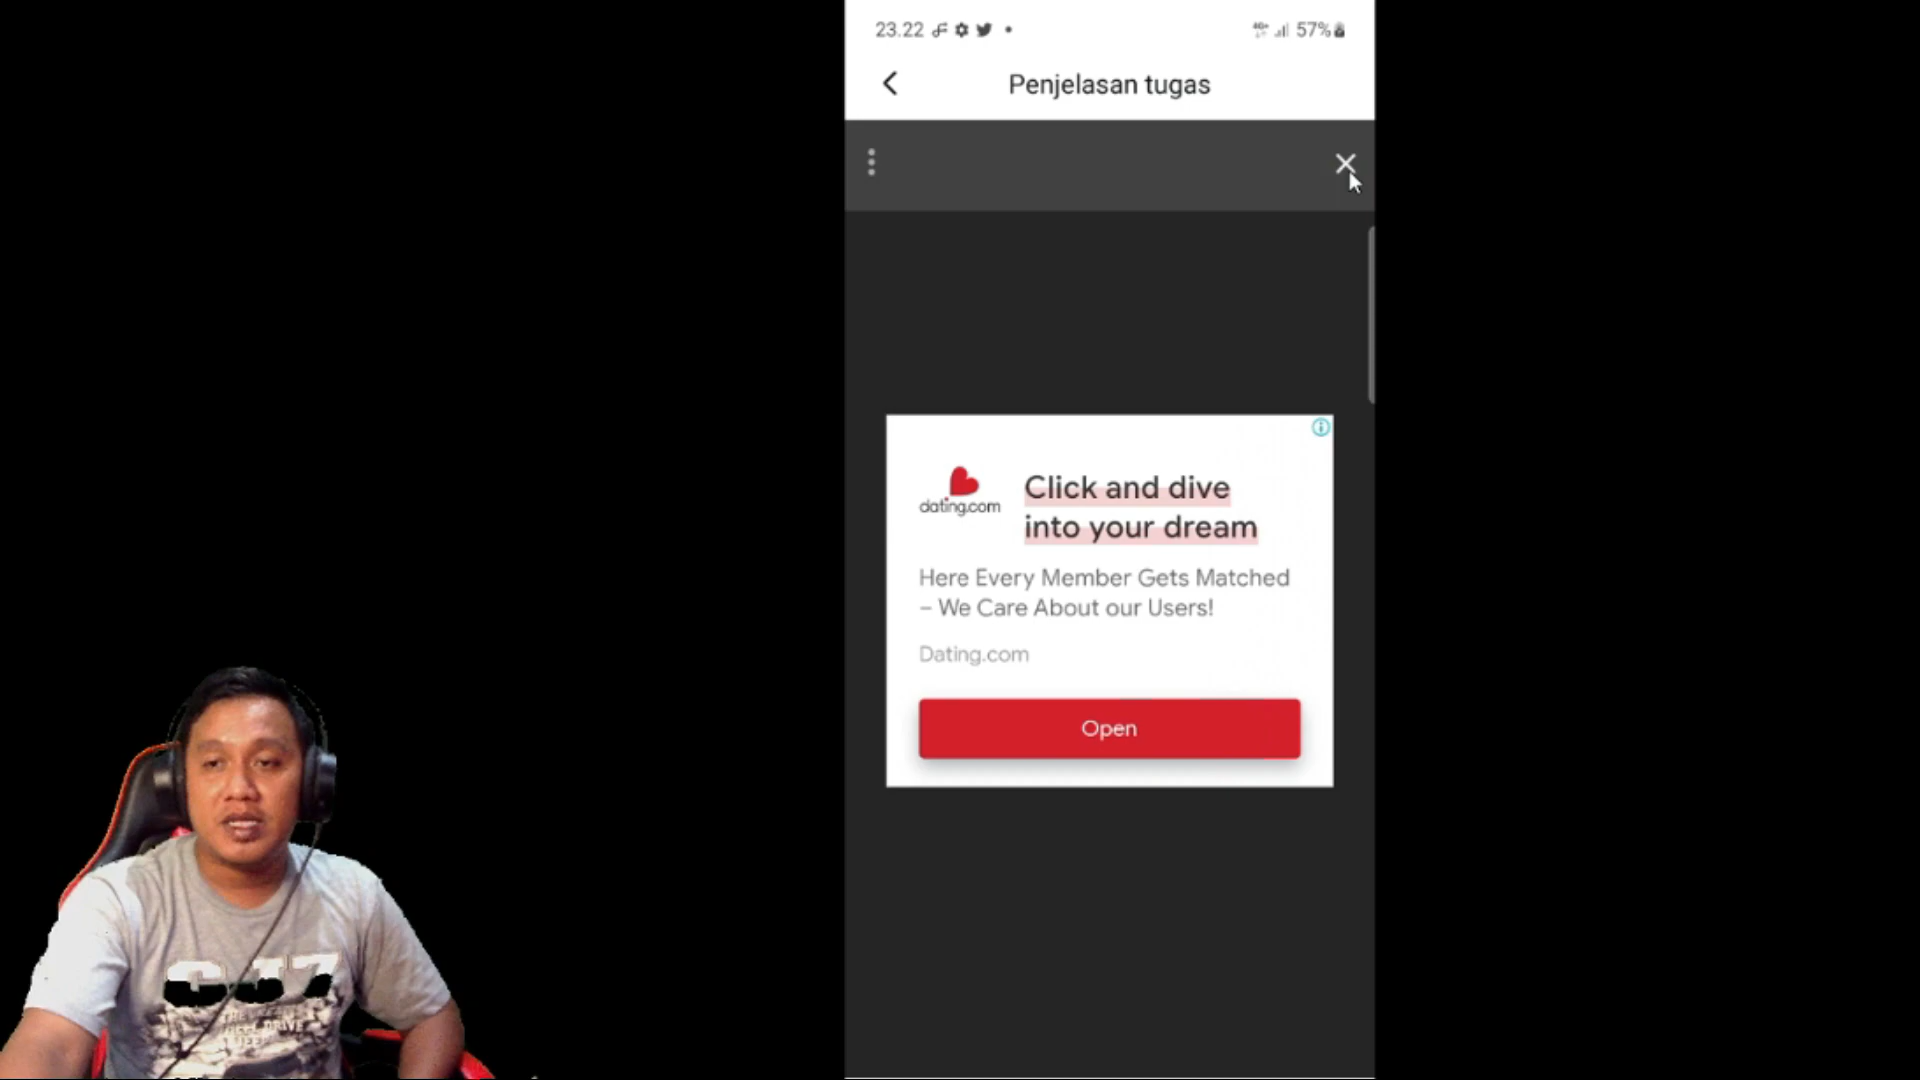 23.22
57%
Penjelasan tugas
dating.com
Click and dive
into your dream
Here Every Member Gets Matched
– We Care About our Users!
Dating.com
Open